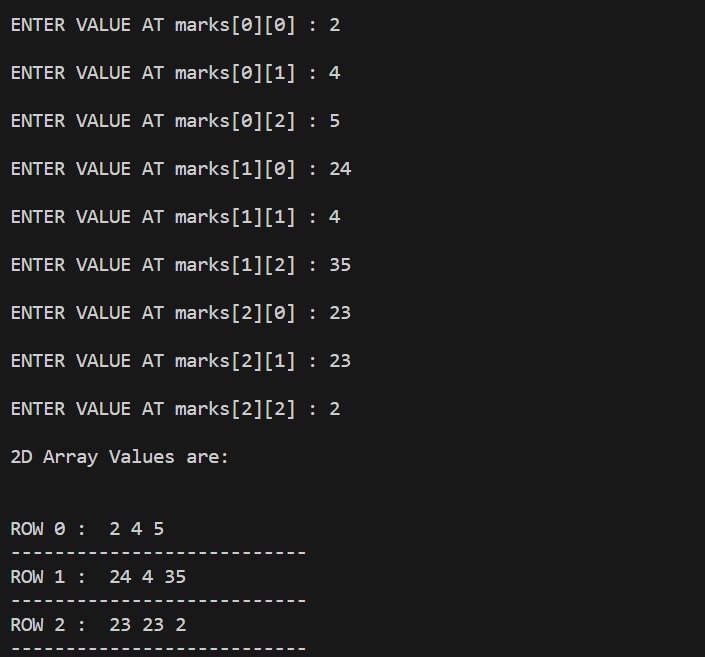 ENTER VALUE AT marks[0][0] : 2
ENTER VALUE AT marks[0][1] : 4
ENTER VALUE AT marks[0][2] : 5
ENTER VALUE AT marks[1][0] : 24
ENTER VALUE AT marks[1][1] : 4
ENTER VALUE AT marks[1][2] : 35
ENTER VALUE AT marks[2][0] : 23
ENTER VALUE AT marks[2][1] : 23
ENTER VALUE AT marks[2][2] : 2
2D Array Values are:
ROW 0 :  2 4 5
---------------------------
ROW 1 :  24 4 35
---------------------------
ROW 2 :  23 23 2
---------------------------